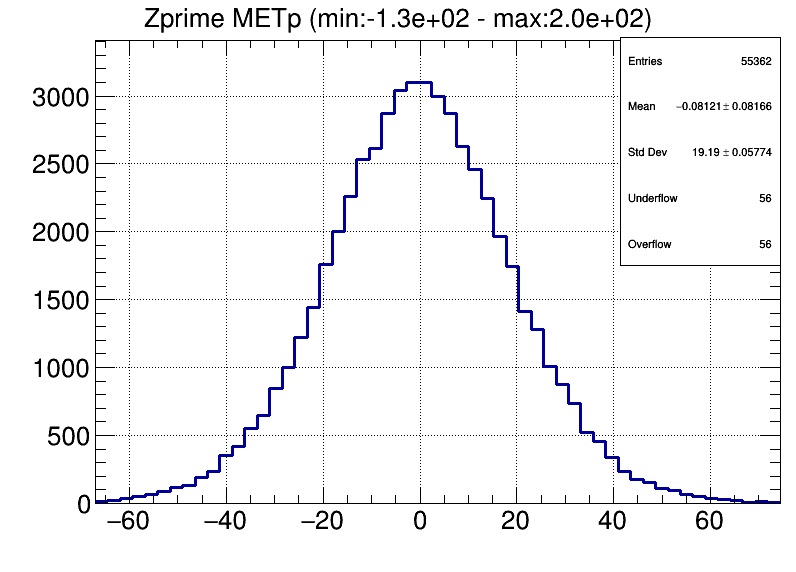 Zprime METp (min:-1.3e+02 - max:2.0e+02)
Entries 55362
Mean −0.08121 ± 0.08166
Std Dev 19.19 ± 0.05774
Underflow 56
Overflow 56
3000
2500
2000
1500
1000
500
0
−60 −40 −20 0 20 40 60